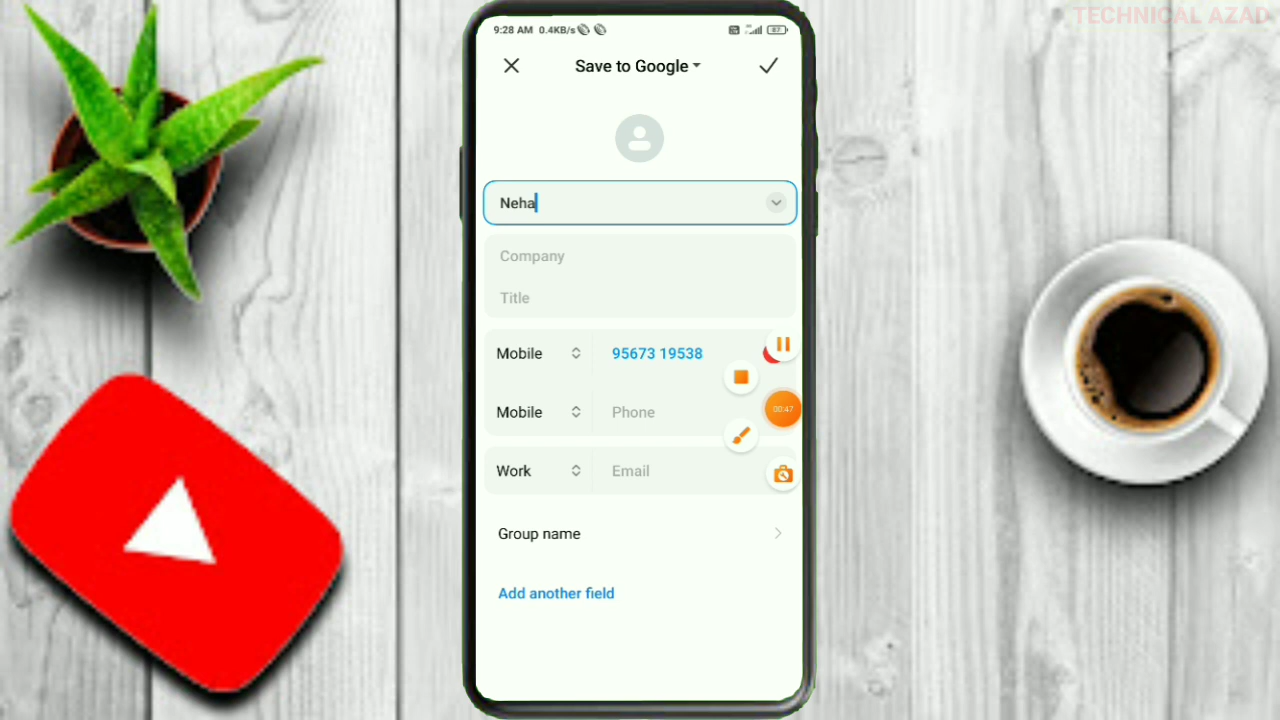 TECHNICAL AZAD
9:28 AM 0.4KB/s
87
Save to Google
Neha
Company
Title
Mobile 95673 19538
Mobile Phone
00:47
Work Email
Group name
Add another field